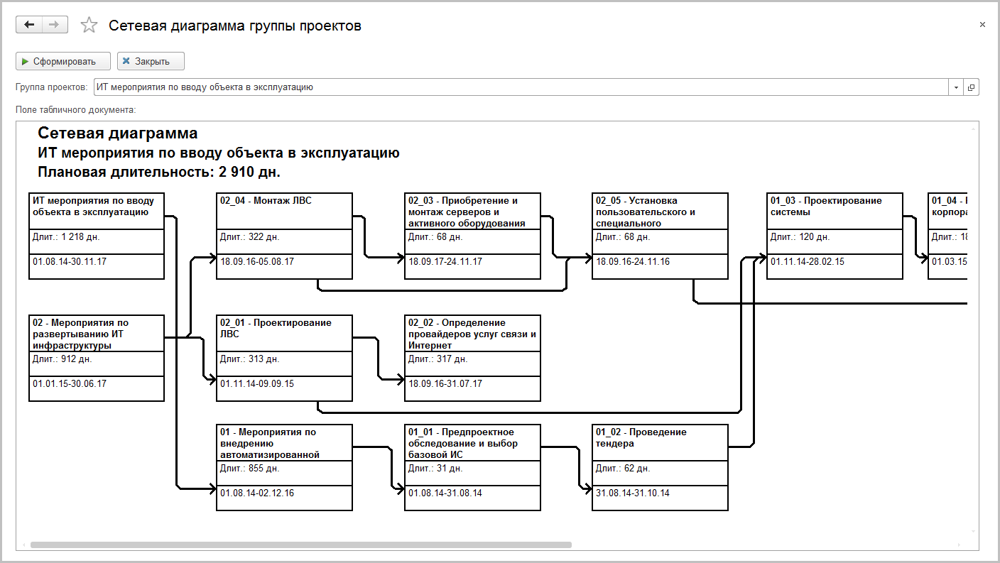 Сетевая диаграмма группы проектов
Сформировать
Закрыть
Группа проектов:
ИТ мероприятия по вводу объекта в эксплуатацию
Поле табличного документа:
Сетевая диаграмма
ИТ мероприятия по вводу объекта в эксплуатацию
Плановая длительность: 2 910 дн.
ИТ мероприятия по вводу
объекта в эксплуатацию
Длит.: 1 218 дн.
01.08.14-30.11.17
02_04 - Монтаж ЛВС
Длит.: 322 дн.
18.09.16-05.08.17
02_03 - Приобретение и
монтаж серверов и
активного оборудования
Длит.: 68 дн.
18.09.17-24.11.17
02_05 - Установка
пользовательского и
специального
Длит.: 68 дн.
18.09.16-24.11.16
01_03 - Проектирование
системы
Длит.: 120 дн.
01.11.14-28.02.15
01_04 -
Длит.:
01.03.15
02 - Мероприятия по
развертыванию ИТ
инфраструктуры
Длит.: 912 дн.
01.01.15-30.06.17
02_01 - Проектирование
ЛВС
Длит.: 313 дн.
01.11.14-09.09.15
02_02 - Определение
провайдеров услуг связи и
Интернет
Длит.: 317 дн.
18.09.16-31.07.17
01 - Мероприятия по
внедрению
автоматизированной
Длит.: 855 дн.
01.08.14-02.12.16
01_01 - Предпроектное
обследование и выбор
базовой ИС
Длит.: 31 дн.
01.08.14-31.08.14
01_02 - Проведение
тендера
Длит.: 62 дн.
31.08.14-31.10.14